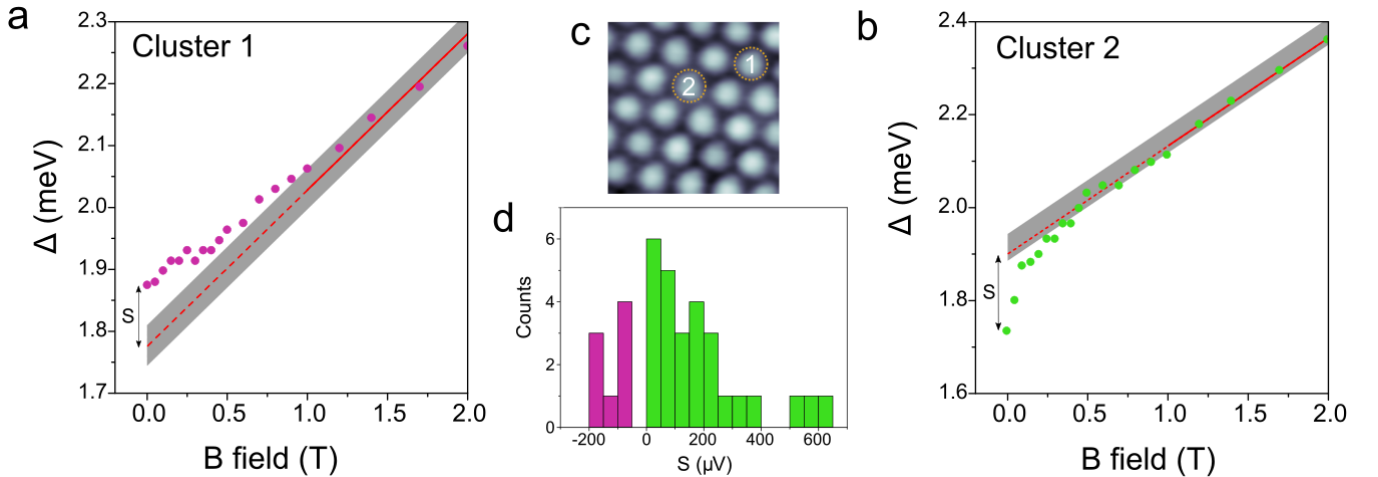 a
Cluster 1
2.3
2.2
2.1
2.0
1.9
1.8
1.7
Δ (meV)
S
0.0 0.5 1.0 1.5 2.0
B field (T)
c
1
2
d
6
4
2
0
Counts
-200 0 200 400 600
S (µV)
b
Cluster 2
2.4
2.2
2.0
1.8
1.6
Δ (meV)
S
0.0 0.5 1.0 1.5 2.0
B field (T)